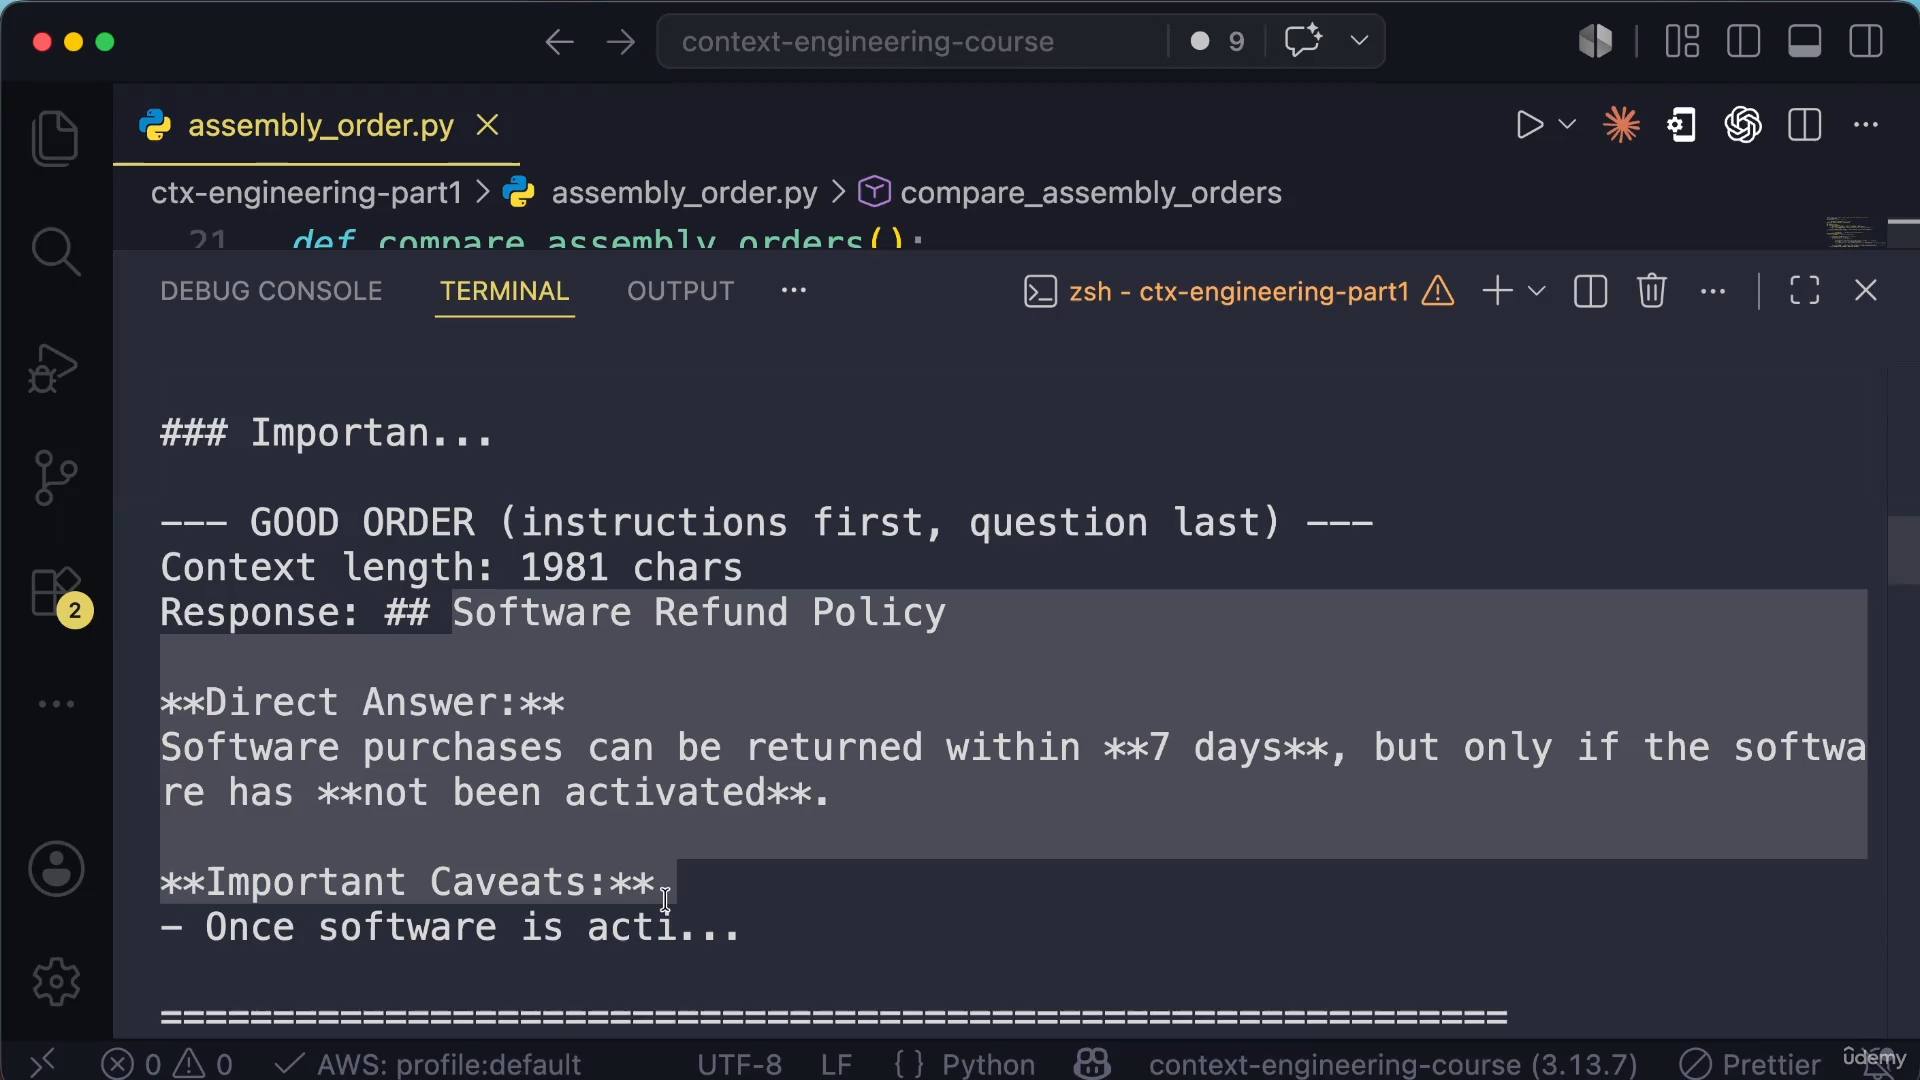 context-engineering-course
9
assembly_order.py
ctx-engineering-part1 > assembly_order.py > compare_assembly_orders
21 def compare_assembly_orders():
DEBUG CONSOLE TERMINAL OUTPUT ... zsh - ctx-engineering-part1
### Importan...
--- GOOD ORDER (instructions first, question last) ---
Context length: 1981 chars
Response: ## Software Refund Policy
**Direct Answer:**
Software purchases can be returned within **7 days**, but only if the softwa
re has **not been activated**.
**Important Caveats:**
- Once software is acti...
============================================================
2
0 0 AWS: profile:default UTF-8 LF {} Python context-engineering-course (3.13.7) Prettier
ûdemy